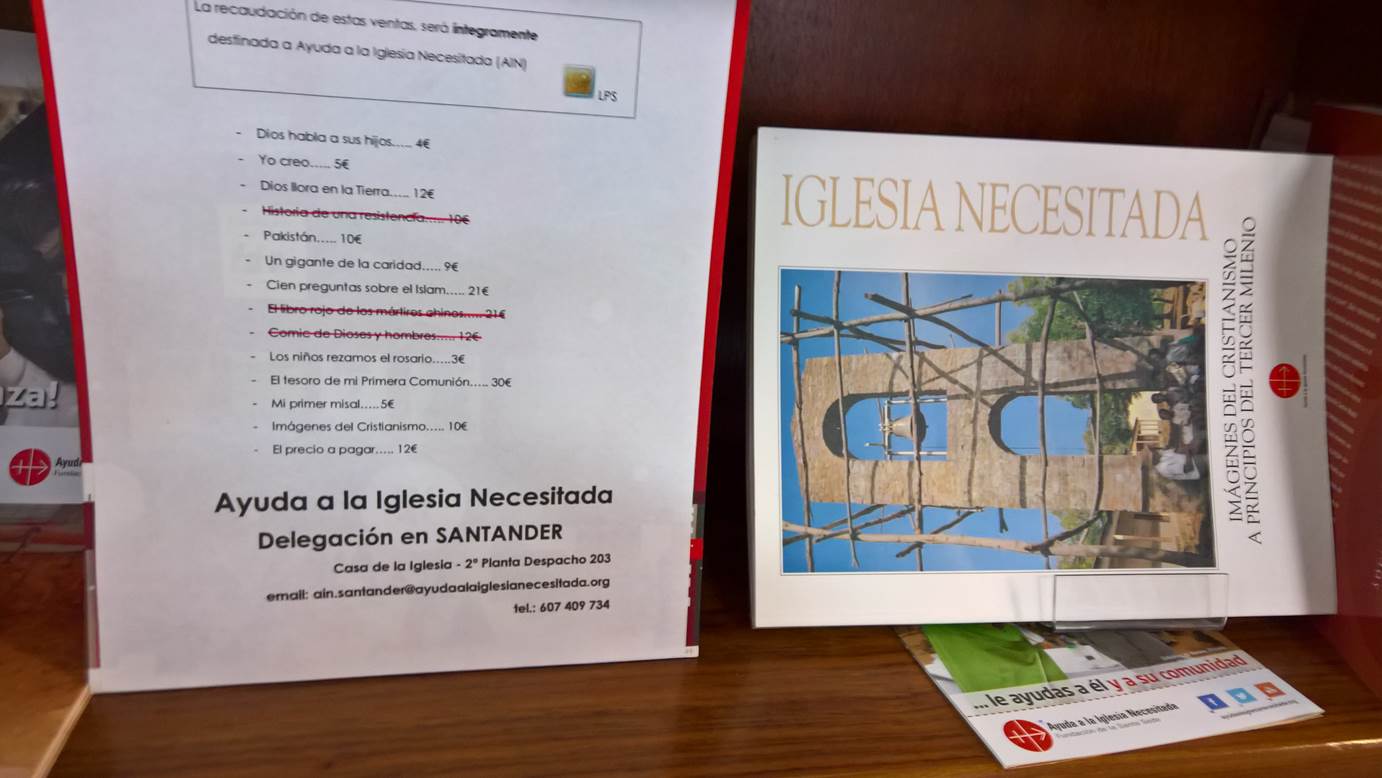 La recaudación de estas ventas, será íntegramente
destinada a Ayuda a la Iglesia Necesitada (AIN)
LPS
- Dios habla a sus hijos..... 4€
- Yo creo..... 5€
- Dios llora en la Tierra..... 12€
- Historia de una resistencia..... 10€
- Pakistán..... 10€
- Un gigante de la caridad..... 9€
- Cien preguntas sobre el Islam..... 21€
- El libro rojo de los mártires chinos..... 21€
- Comic de Dioses y hombres..... 12€
- Los niños rezamos el rosario.....3€
- El tesoro de mi Primera Comunión..... 30€
- Mi primer misal.....5€
- Imágenes del Cristianismo..... 10€
- El precio a pagar..... 12€
Ayuda a la Iglesia Necesitada
Delegación en SANTANDER
Casa de la Iglesia - 2ª Planta Despacho 203
email: ain.santander@ayudaalaiglesianecesitada.org
tel.: 607 409 734
za!
Ayud
IGLESIA NECESITADA
IMÁGENES DEL CRISTIANISMO
A PRINCIPIOS DEL TERCER MILENIO
... le ayudas a él y a su comunidad
Ayuda a la Iglesia Necesitada
Fundación de la Santa Sede